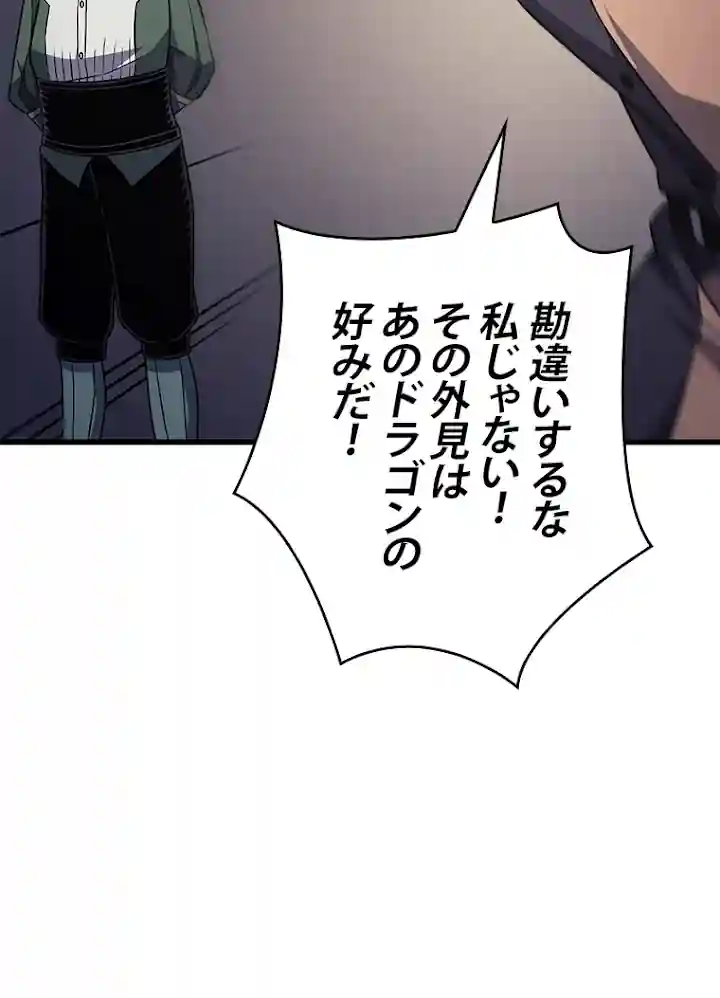 勘違いするな
私じゃない！
その外見は
あのドラゴンの
好みだ！